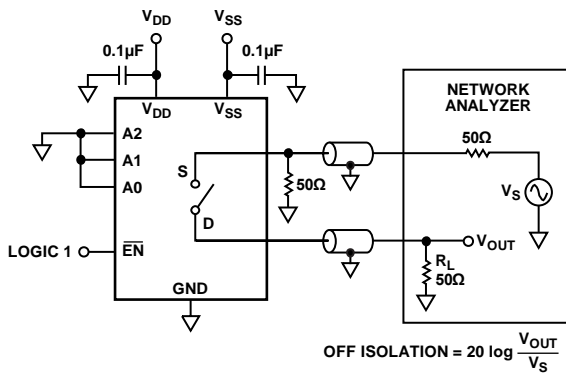 VDD
VSS
0.1µF
0.1µF
VDD
VSS
NETWORK
ANALYZER
A2
A1
A0
50Ω
S
50Ω
VS
D
LOGIC 1
EN
VOUT
RL
50Ω
GND
OFF ISOLATION = 20 log VOUT
VS